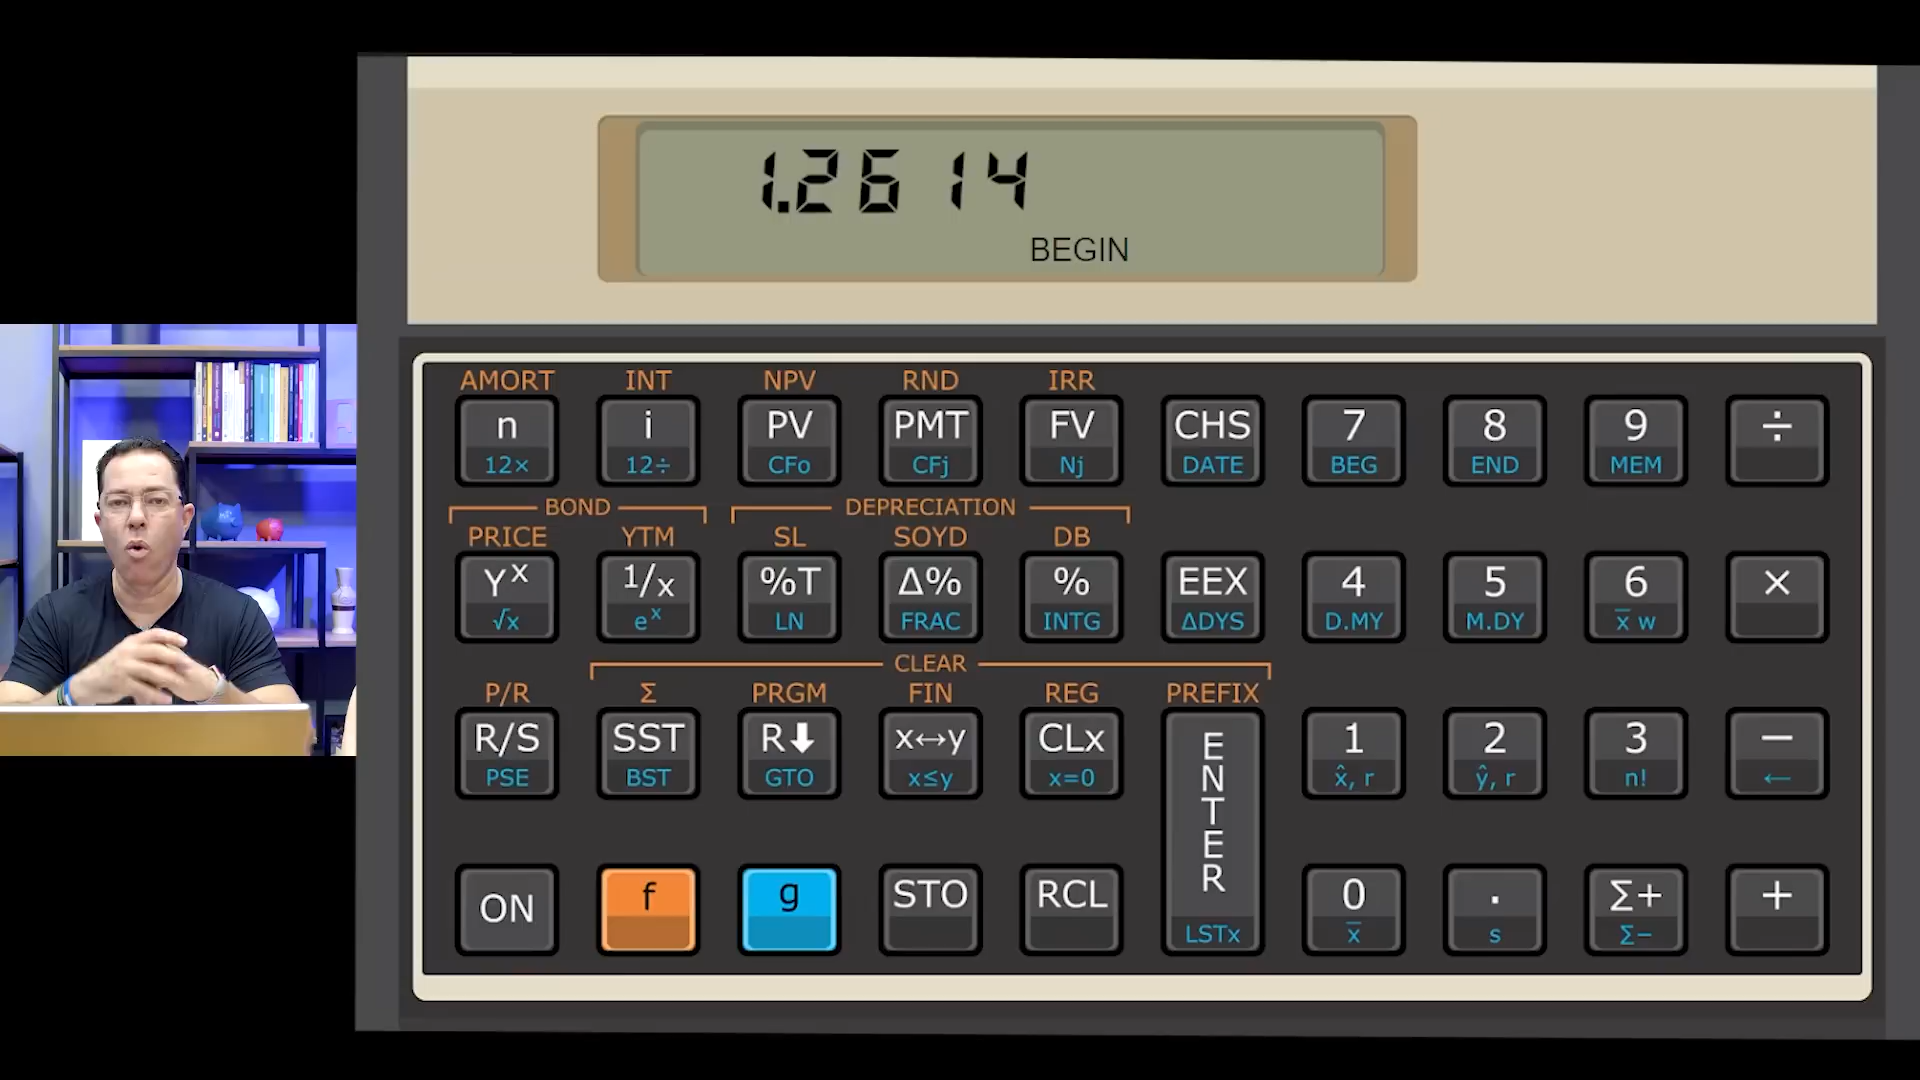 1.2614
BEGIN
AMORT INT NPV RND IRR
n i PV PMT FV CHS 7 8 9 ÷
12× 12÷ CFo CFj Nj DATE BEG END MEM
BOND DEPRECIATION
PRICE YTM SL SOYD DB
Yˣ 1/x %T Δ% % EEX 4 5 6 ×
√x eˣ LN FRAC INTG ΔDYS D.MY M.DY x̅ w
CLEAR
P/R Σ PRGM FIN REG PREFIX
R/S SST R⬇ x↔y CLx ENTER 1 2 3 −
PSE BST GTO x≤y x=0 x̂, r ŷ, r n! ←
ON f g STO RCL 0 . Σ+ +
LSTx x̅ s Σ−